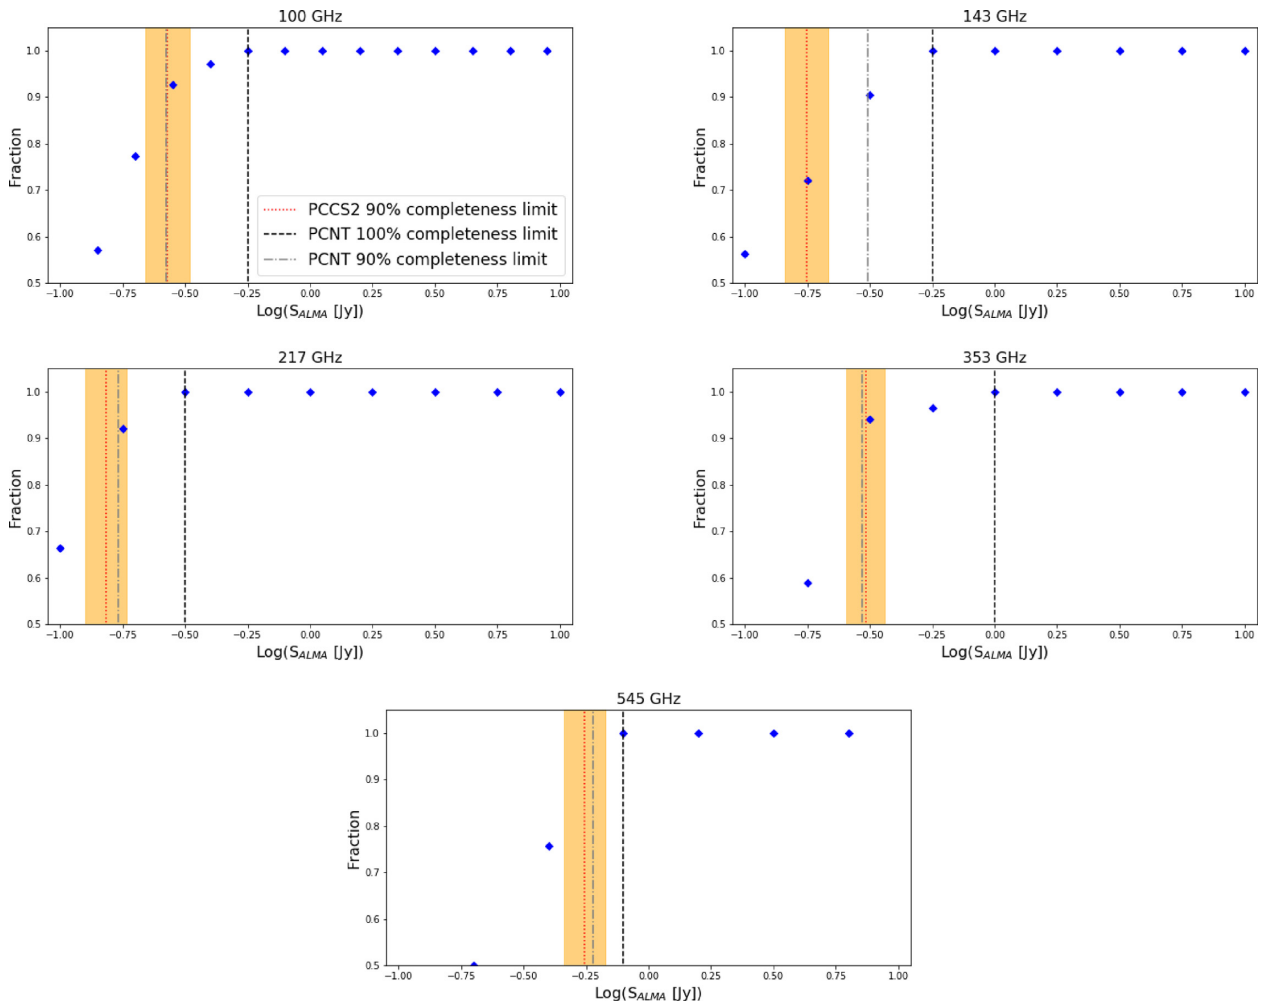 100 GHz
1.0
0.9
0.8
0.7
0.6
0.5
Fraction
−1.00 −0.75 −0.50 −0.25 0.00 0.25 0.50 0.75 1.00
Log(S_ALMA [Jy])
PCCS2 90% completeness limit
PCNT 100% completeness limit
PCNT 90% completeness limit
143 GHz
1.0
0.9
0.8
0.7
0.6
0.5
Fraction
−1.00 −0.75 −0.50 −0.25 0.00 0.25 0.50 0.75 1.00
Log(S_ALMA [Jy])
217 GHz
1.0
0.9
0.8
0.7
0.6
0.5
Fraction
−1.00 −0.75 −0.50 −0.25 0.00 0.25 0.50 0.75 1.00
Log(S_ALMA [Jy])
353 GHz
1.0
0.9
0.8
0.7
0.6
0.5
Fraction
−1.00 −0.75 −0.50 −0.25 0.00 0.25 0.50 0.75 1.00
Log(S_ALMA [Jy])
545 GHz
1.0
0.9
0.8
0.7
0.6
0.5
Fraction
−1.00 −0.75 −0.50 −0.25 0.00 0.25 0.50 0.75 1.00
Log(S_ALMA [Jy])